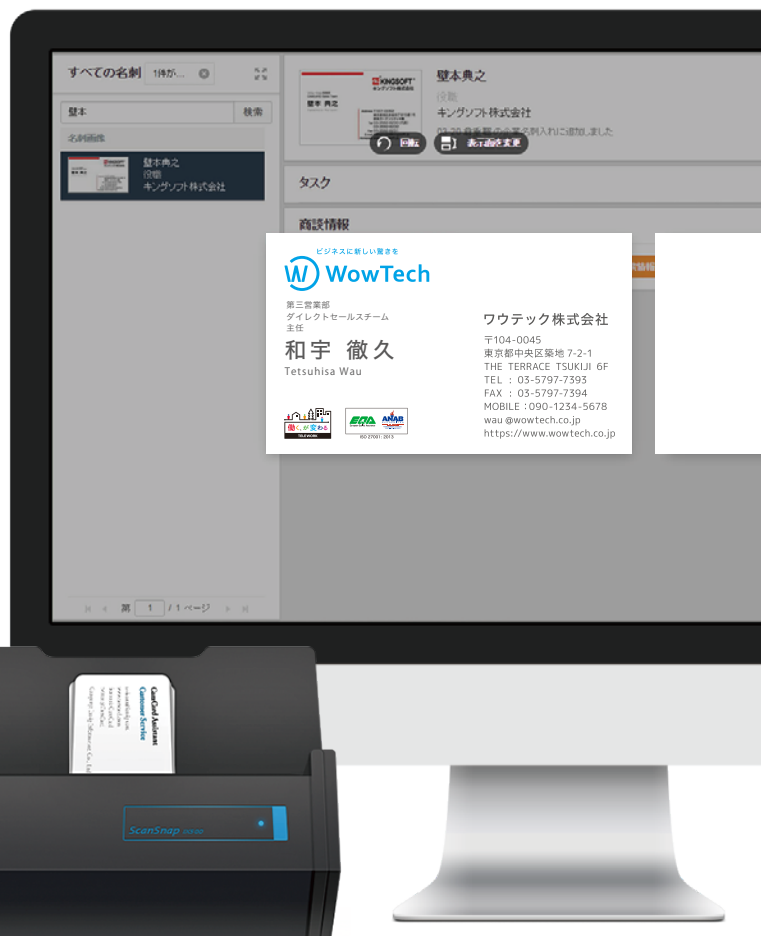 すべての名刺
1件が...
壁本
検索
名刺画像
壁本典之
役職
キングソフト株式会社
第 1 / 1 ページ
KINGSOFT
キングソフト株式会社
壁本 典之
壁本典之
役職
キングソフト株式会社
回転
表示面を変更
タスク
商談情報
ビジネスに新しい驚きを
WowTech
第三営業部
ダイレクトセールスチーム
主任
和宇 徹久
Tetsuhisa Wau
働く、が変わる
TELEWORK
EQA
ANAB
ISO 27001 : 2013
ワウテック株式会社
〒104-0045
東京都中央区築地 7-2-1
THE TERRACE TSUKIJI 6F
TEL : 03-5797-7393
FAX : 03-5797-7394
MOBILE : 090-1234-5678
wau @wowtech.co.jp
https://www.wowtech.co.jp
CamCard Assistant
Customer Service
ScanSnap